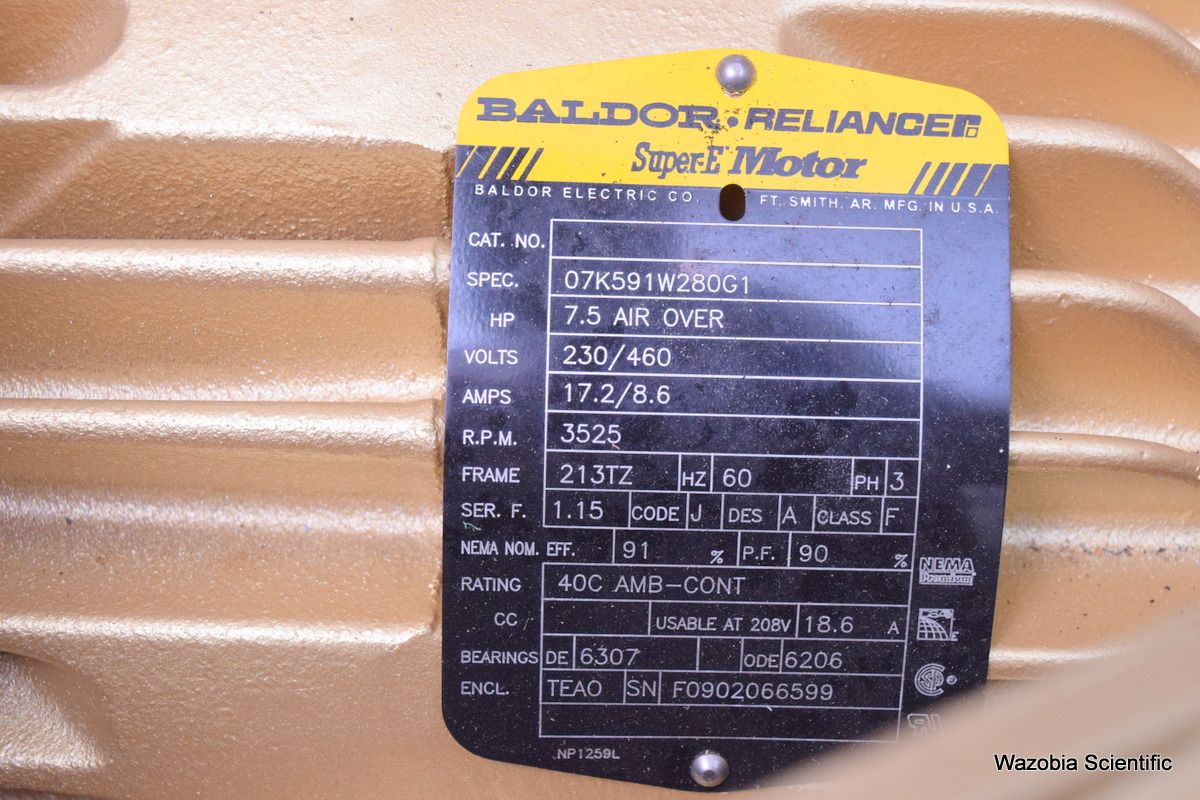 BALDOR • RELIANCER
Super-E Motor
BALDOR ELECTRIC CO. FT. SMITH, AR. MFG. IN U.S.A.
CAT. NO.
SPEC. 07K591W280G1
HP 7.5 AIR OVER
VOLTS 230/460
AMPS 17.2/8.6
R.P.M. 3525
FRAME 213TZ HZ 60 PH 3
SER. F. 1.15 CODE J DES A CLASS F
NEMA NOM. EFF. 91 % P.F. 90 %
NEMA
Premium
RATING 40C AMB-CONT
CC USABLE AT 208V 18.6 A
BEARINGS DE 6307 ODE 6206
ENCL. TEAO SN F0902066599
NP1259L
Wazobia Scientific